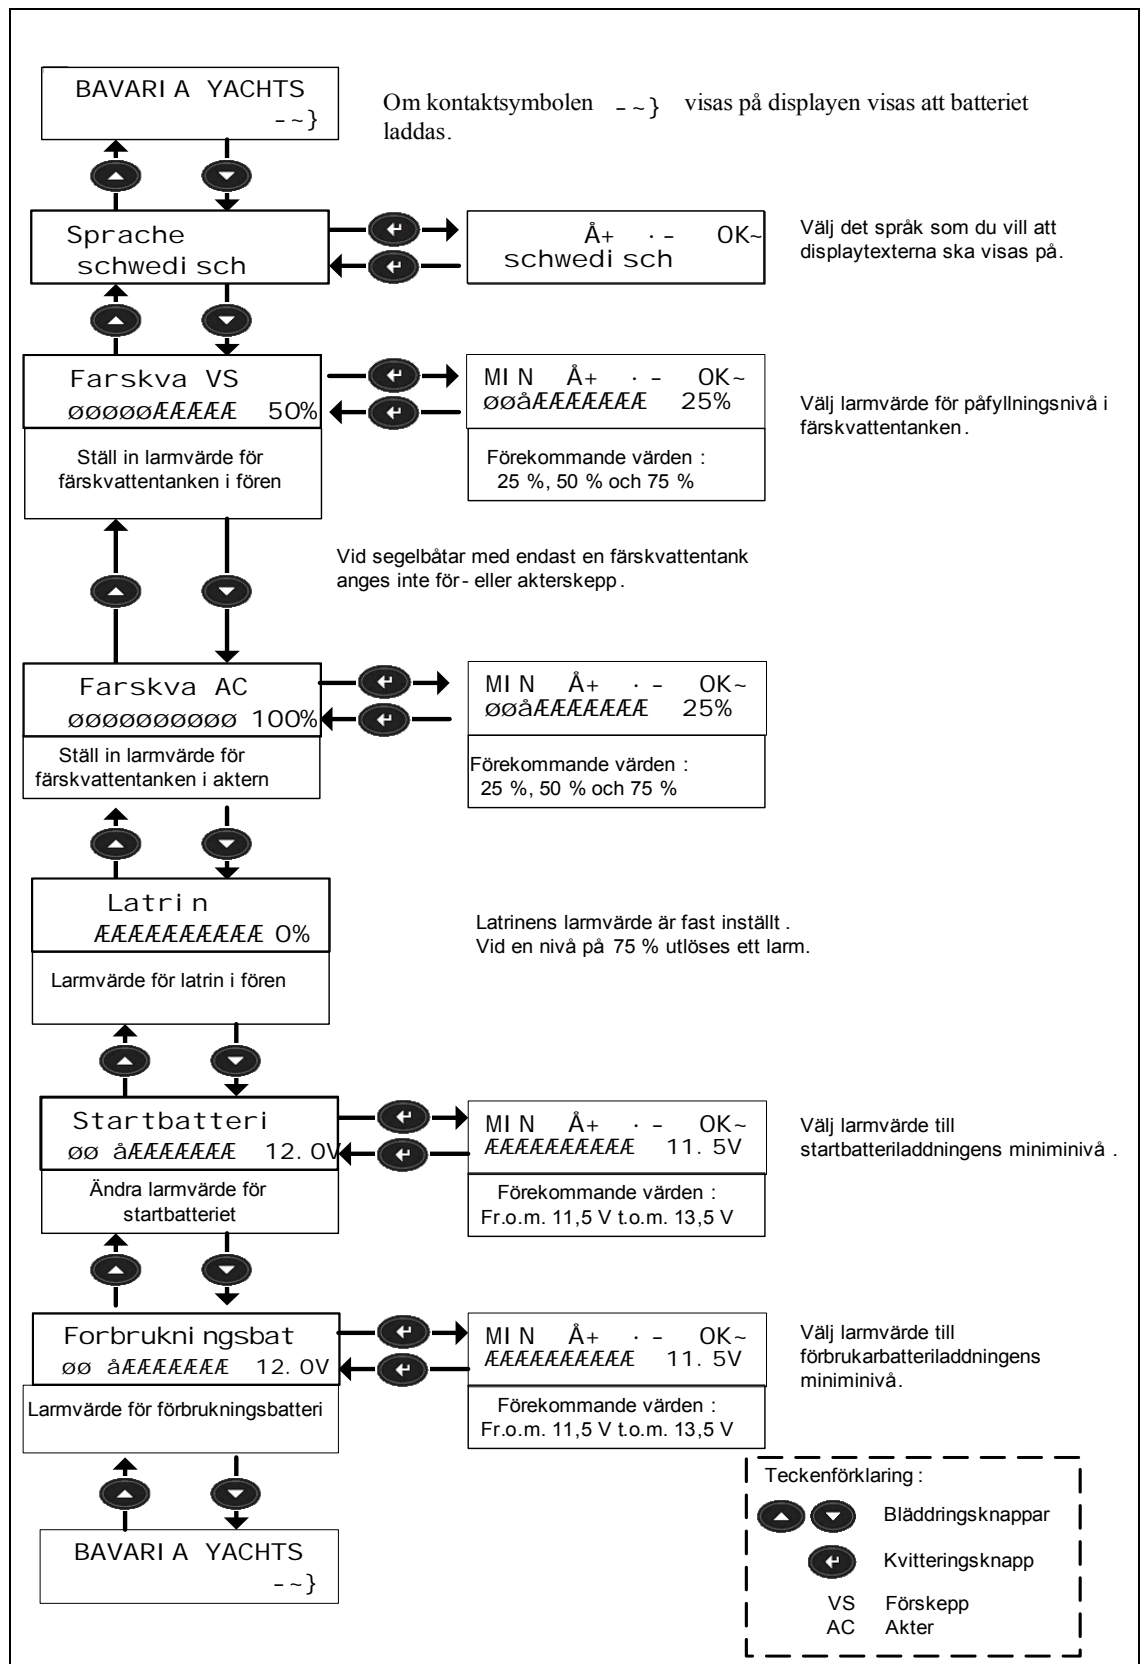 BAVARIA YACHTS
-~}
Om kontaktsymbolen -~} visas på displayen visas att batteriet
laddas.
Sprache
schwedisch
Å+ ·- OK~
schwedisch
Välj det språk som du vill att
displaytexterna ska visas på.
Farskva VS
øøøøøÆÆÆÆÆ 50%
Ställ in larmvärde för
färskvattentanken i fören
MIN Å+ ·- OK~
øøåÆÆÆÆÆÆÆ 25%
Förekommande värden :
25 %, 50 % och 75 %
Välj larmvärde för påfyllningsnivå i
färskvattentanken.
Vid segelbåtar med endast en färskvattentank
anges inte för- eller akterskepp.
Farskva AC
øøøøøøøøøø 100%
Ställ in larmvärde för
färskvattentanken i aktern
MIN Å+ ·- OK~
øøåÆÆÆÆÆÆÆ 25%
Förekommande värden :
25 %, 50 % och 75 %
Latrin
ÆÆÆÆÆÆÆÆÆÆ 0%
Larmvärde för latrin i fören
Latrinens larmvärde är fast inställt .
Vid en nivå på 75 % utlöses ett larm.
Startbatteri
øø åÆÆÆÆÆÆÆ 12.0V
Ändra larmvärde för
startbatteriet
MIN Å+ ·- OK~
ÆÆÆÆÆÆÆÆÆÆ 11.5V
Förekommande värden :
Fr.o.m. 11,5 V t.o.m. 13,5 V
Välj larmvärde till
startbatteriladdningens miniminivå .
Forbrukningsbat
øø åÆÆÆÆÆÆÆ 12.0V
Larmvärde för förbrukningsbatteri
MIN Å+ ·- OK~
ÆÆÆÆÆÆÆÆÆÆ 11.5V
Förekommande värden :
Fr.o.m. 11,5 V t.o.m. 13,5 V
Välj larmvärde till
förbrukarbatteriladdningens
miniminivå.
BAVARIA YACHTS
-~}
Teckenförklaring :
Bläddringsknappar
Kvitteringsknapp
VS Förskepp
AC Akter